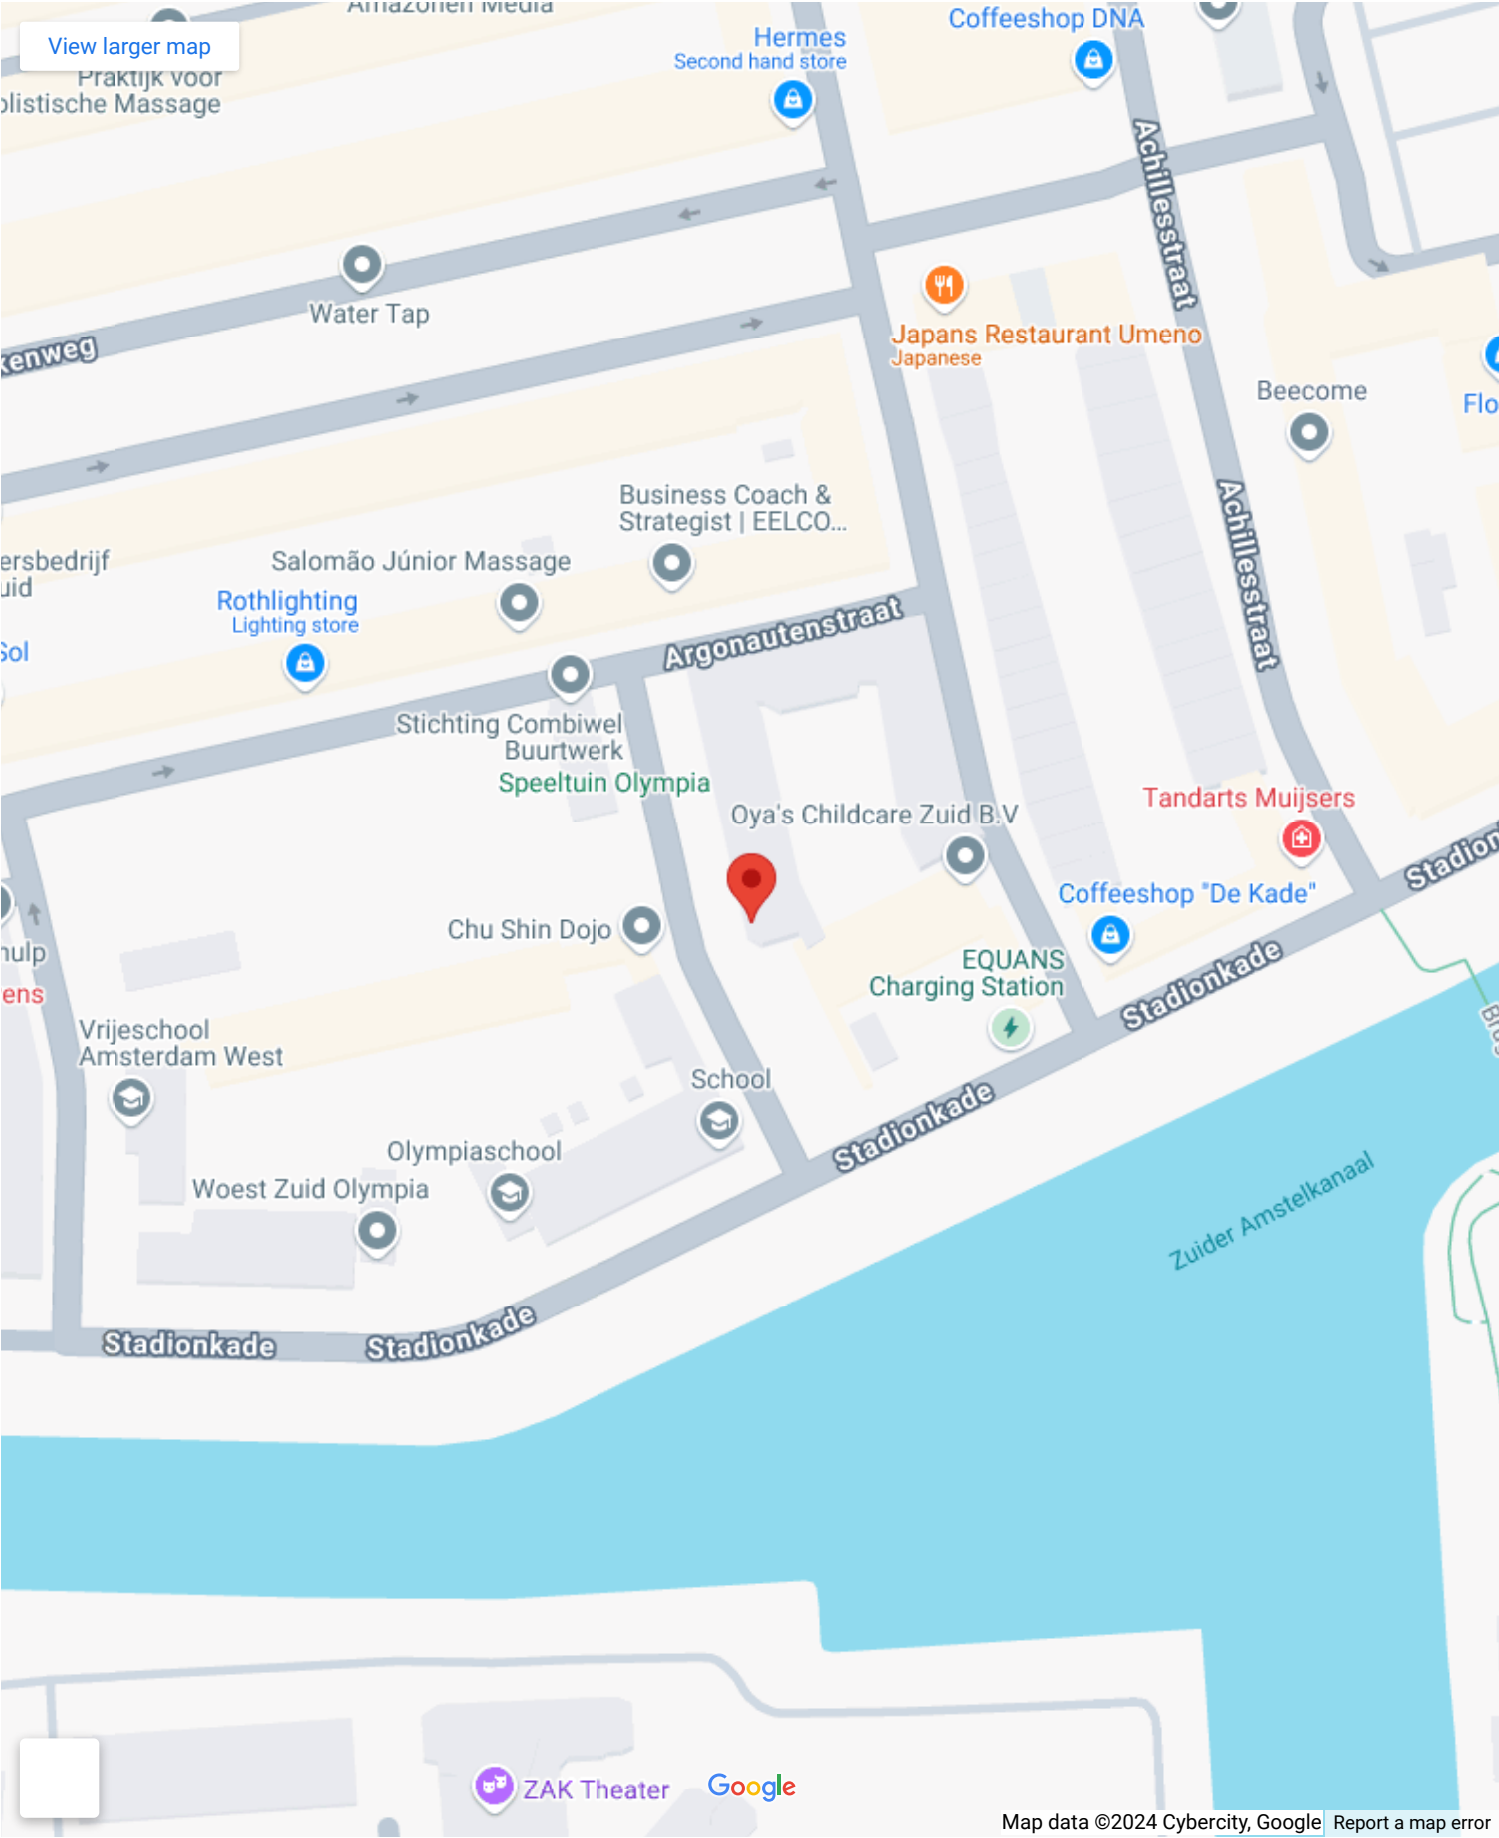 Amazonen Media
View larger map
Praktijk voor
olistische Massage
Hermes
Second hand store
Coffeeshop DNA
Achillesstraat
Water Tap
kenweg
Japans Restaurant Umeno
Japanese
Beecome
Flo
Business Coach &
Strategist | EELCO...
Achillesstraat
ersbedrijf
uid
Salomão Júnior Massage
Rothlighting
Lighting store
Sol
Argonautenstraat
Stichting Combiwel
Buurtwerk
Speeltuin Olympia
Oya's Childcare Zuid B.V
Tandarts Muijsers
Stadion
Coffeeshop "De Kade"
Chu Shin Dojo
hulp
ens
EQUANS
Charging Station
Stadionkade
Vrijeschool
Amsterdam West
School
Stadionkade
Olympiaschool
Woest Zuid Olympia
Zuider Amstelkanaal
Stadionkade
Stadionkade
ZAK Theater
Google
Map data ©2024 Cybercity, Google
Report a map error